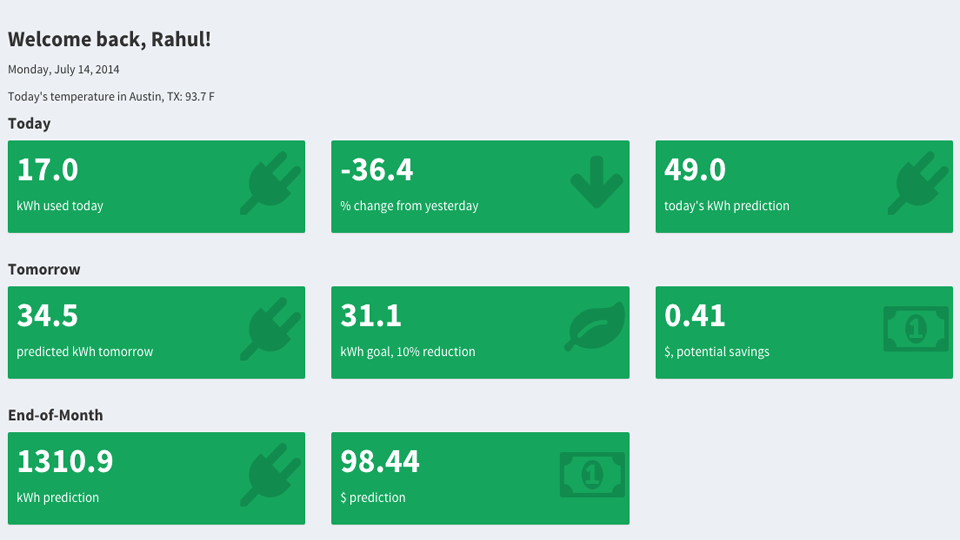 Welcome back, Rahul!
Monday, July 14, 2014
Today's temperature in Austin, TX: 93.7 F
Today
17.0
kWh used today
-36.4
% change from yesterday
49.0
today's kWh prediction
Tomorrow
34.5
predicted kWh tomorrow
31.1
kWh goal, 10% reduction
0.41
$, potential savings
1
End-of-Month
1310.9
kWh prediction
98.44
$ prediction
1